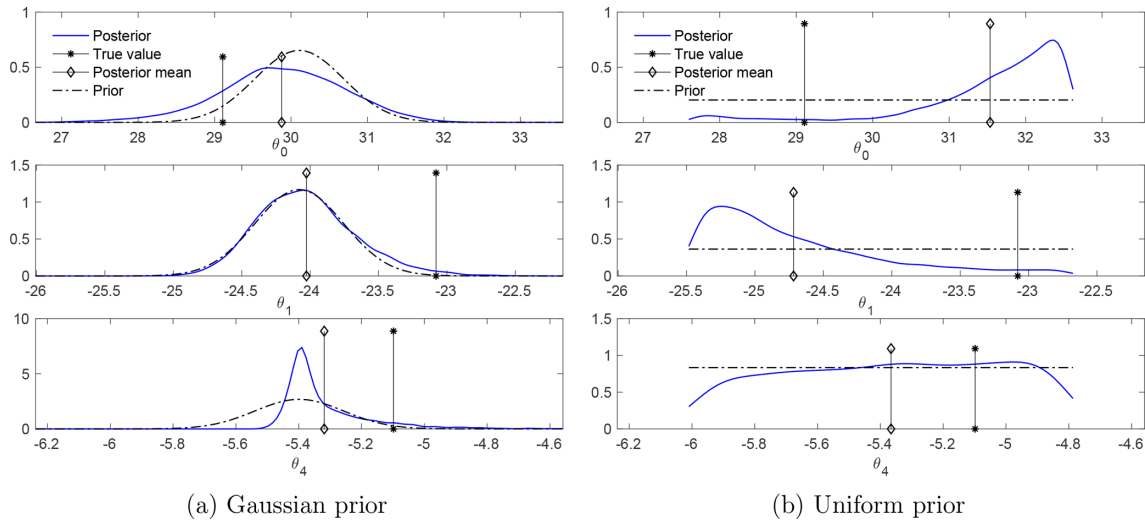 1
0.5
0
Posterior
True value
Posterior mean
Prior
27 28 29 30 31 32 33
θ0
1.5
1
0.5
0
-26 -25.5 -25 -24.5 -24 -23.5 -23 -22.5
θ1
10
5
0
-6.2 -6 -5.8 -5.6 -5.4 -5.2 -5 -4.8 -4.6
θ4
(a) Gaussian prior
1
0.5
0
Posterior
True value
Posterior mean
Prior
27 28 29 30 31 32 33
θ0
1.5
1
0.5
0
-26 -25.5 -25 -24.5 -24 -23.5 -23 -22.5
θ1
1.5
1
0.5
0
-6.2 -6 -5.8 -5.6 -5.4 -5.2 -5 -4.8 -4.6
θ4
(b) Uniform prior